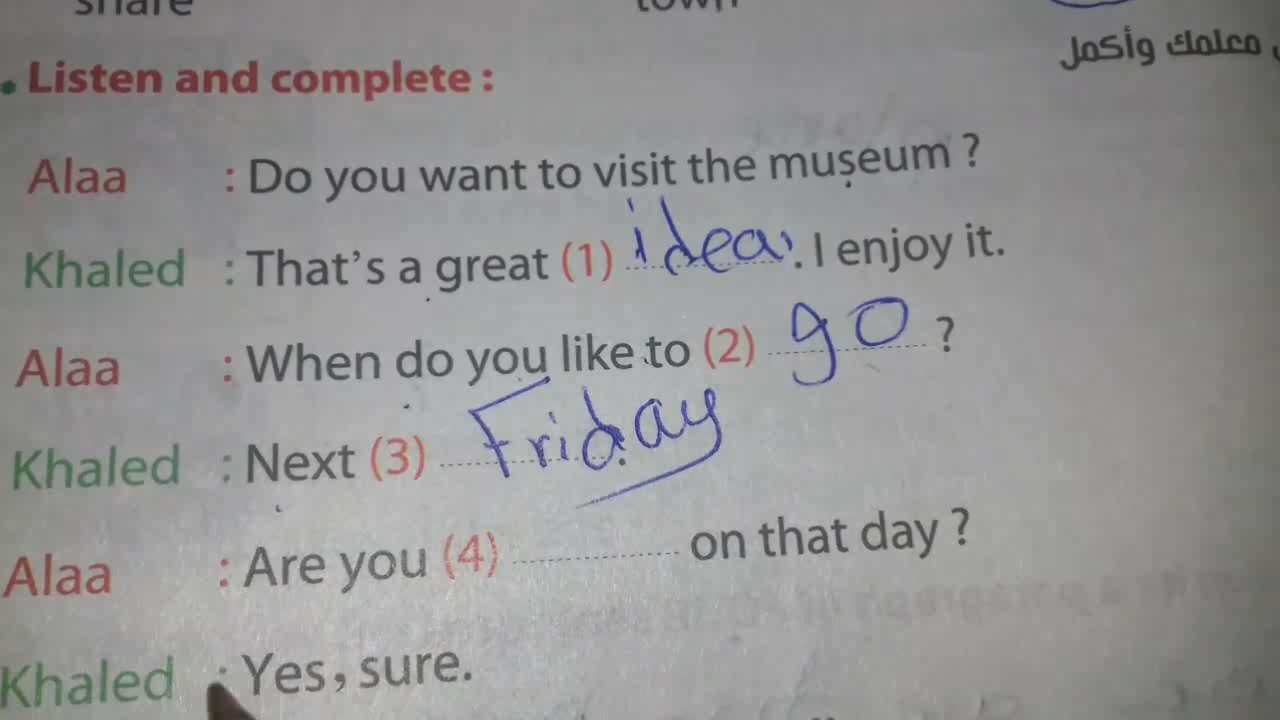 share town
معلمك وأكمل
• Listen and complete :
Alaa : Do you want to visit the museum ?
Khaled : That's a great (1) idea. I enjoy it.
Alaa : When do you like to (2) go ?
Khaled : Next (3) Friday
Alaa : Are you (4) .................... on that day ?
Khaled : Yes, sure.